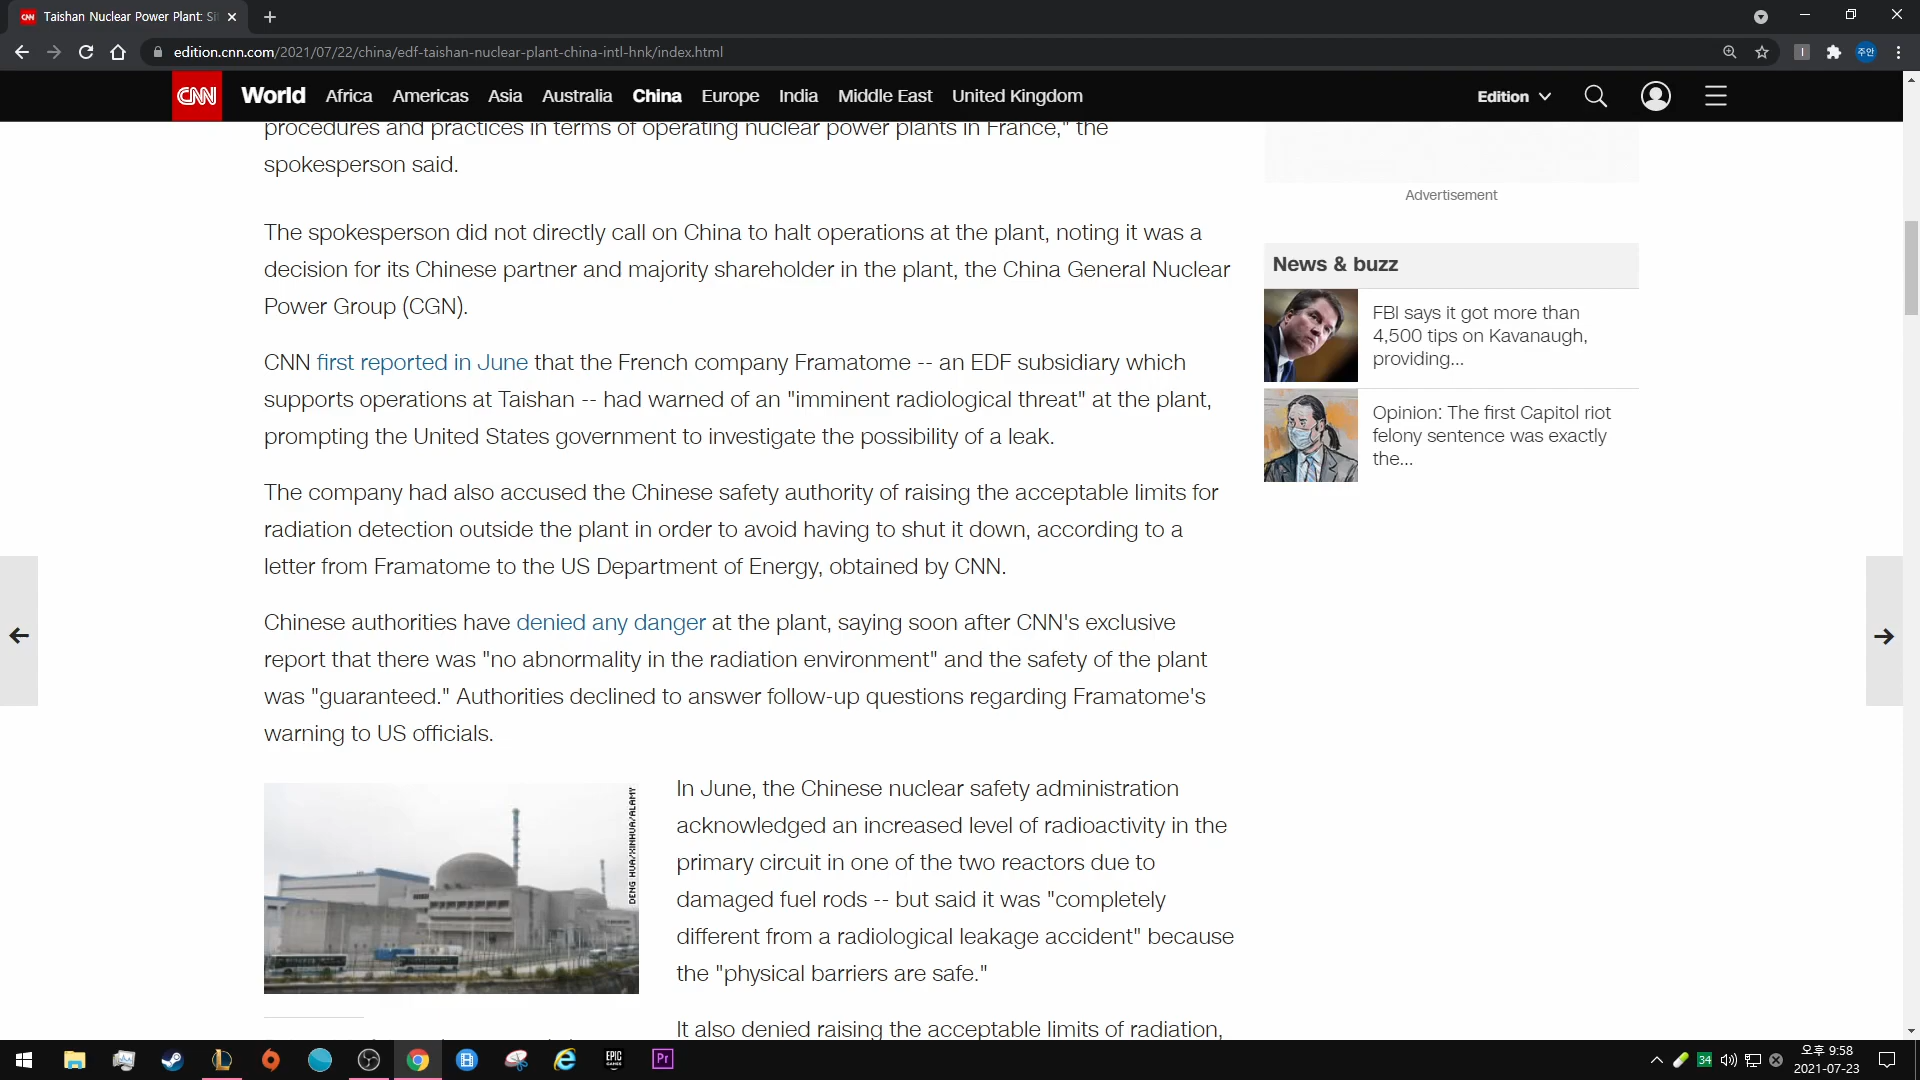 Taishan Nuclear Power Plant: Si
edition.cnn.com/2021/07/22/china/edf-taishan-nuclear-plant-china-intl-hnk/index.html
주안
CNN World Africa Americas Asia Australia China Europe India Middle East United Kingdom Edition
procedures and practices in terms of operating nuclear power plants in France," the
spokesperson said.
The spokesperson did not directly call on China to halt operations at the plant, noting it was a
decision for its Chinese partner and majority shareholder in the plant, the China General Nuclear
Power Group (CGN).
CNN first reported in June that the French company Framatome -- an EDF subsidiary which
supports operations at Taishan -- had warned of an "imminent radiological threat" at the plant,
prompting the United States government to investigate the possibility of a leak.
The company had also accused the Chinese safety authority of raising the acceptable limits for
radiation detection outside the plant in order to avoid having to shut it down, according to a
letter from Framatome to the US Department of Energy, obtained by CNN.
Chinese authorities have denied any danger at the plant, saying soon after CNN's exclusive
report that there was "no abnormality in the radiation environment" and the safety of the plant
was "guaranteed." Authorities declined to answer follow-up questions regarding Framatome's
warning to US officials.
DENG HUA/XINHUA/ALAMY
In June, the Chinese nuclear safety administration
acknowledged an increased level of radioactivity in the
primary circuit in one of the two reactors due to
damaged fuel rods -- but said it was "completely
different from a radiological leakage accident" because
the "physical barriers are safe."
It also denied raising the acceptable limits of radiation,
Advertisement
News & buzz
FBI says it got more than
4,500 tips on Kavanaugh,
providing...
Opinion: The first Capitol riot
felony sentence was exactly
the...
EPIC
GAMES
Pr
34
오후 9:58
2021-07-23